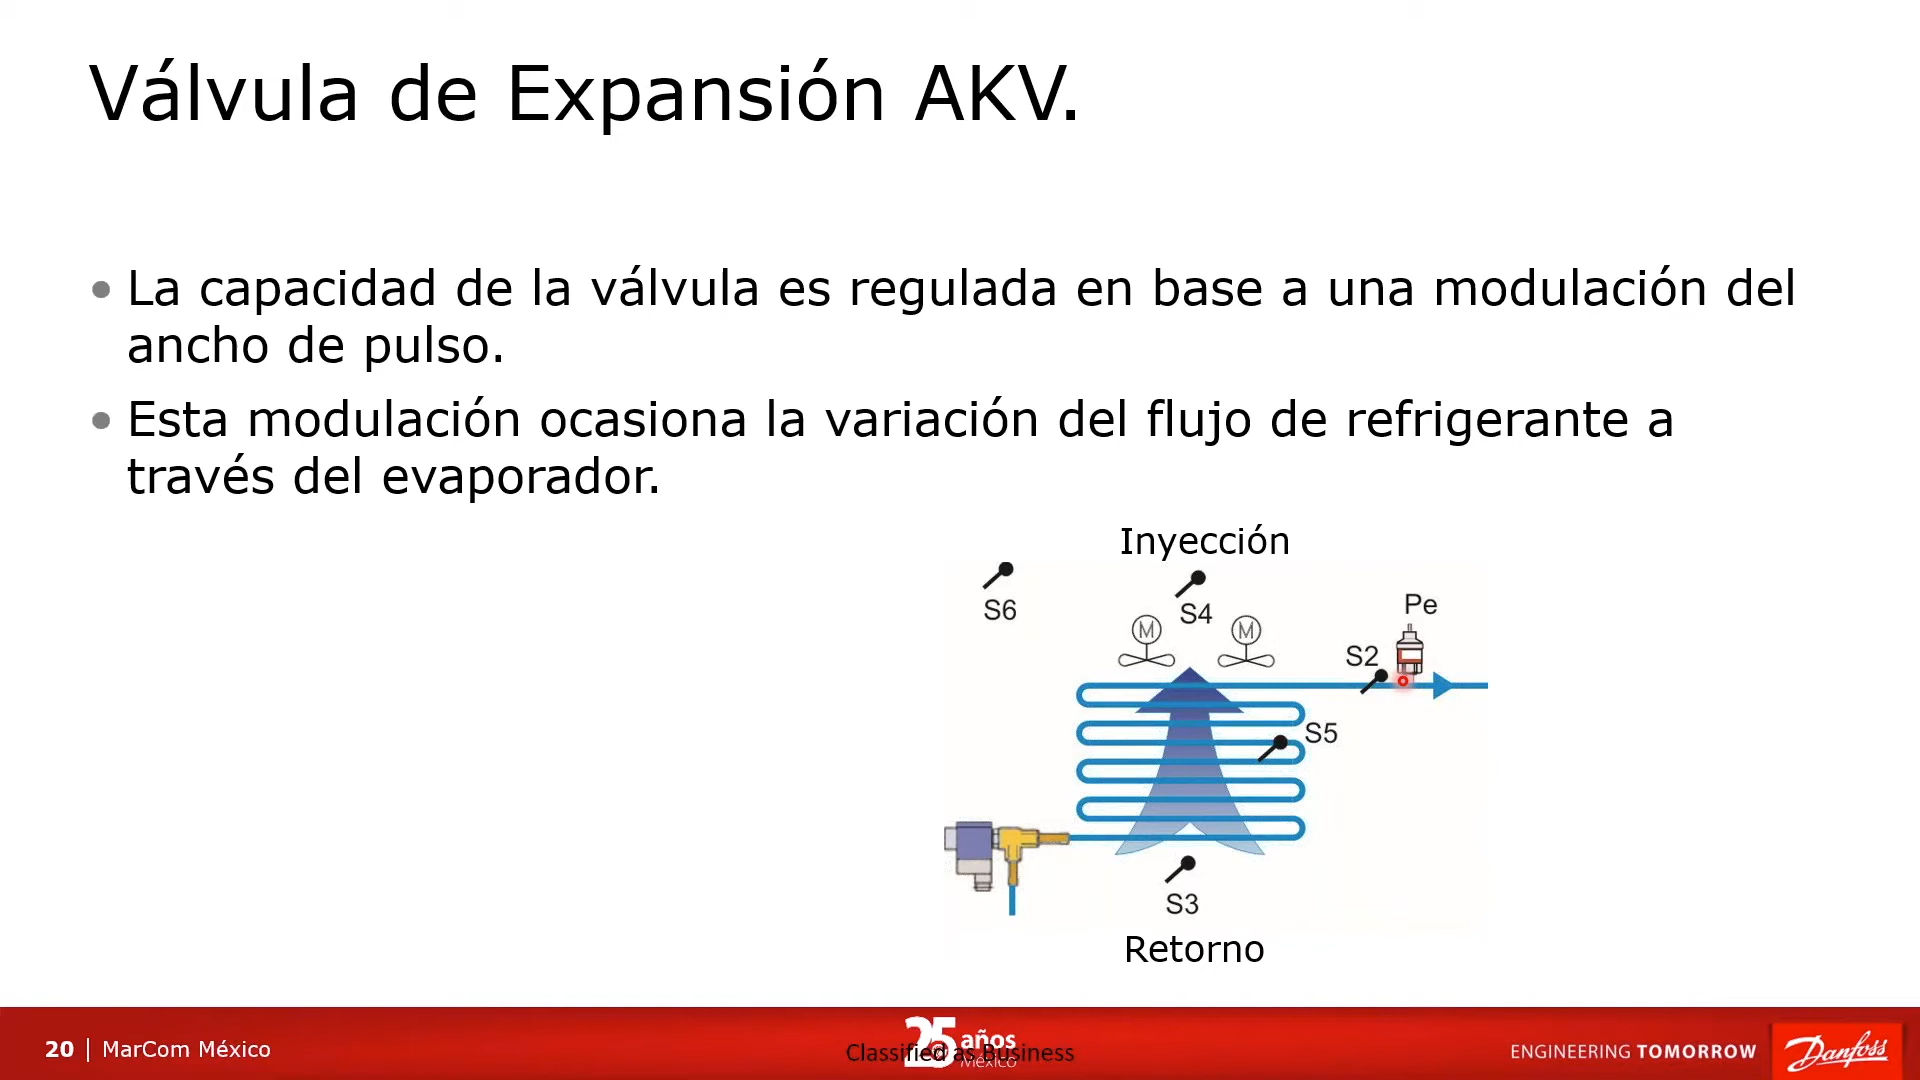 Válvula de Expansión AKV.
La capacidad de la válvula es regulada en base a una modulación del
ancho de pulso.
Esta modulación ocasiona la variación del flujo de refrigerante a
través del evaporador.
Inyección
S6
S4
M
M
Pe
S2
S5
S3
Retorno
20 | MarCom México
25 años
México
Classified as Business
ENGINEERING TOMORROW
Danfoss